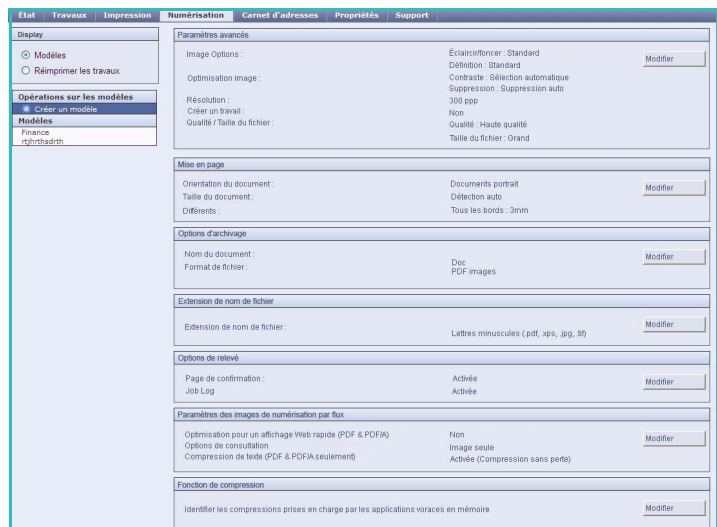 État Travaux Impression Numérisation Carnet d'adresses Propriétés Support
Display
Modèles
Réimprimer les travaux
Opérations sur les modèles
Créer un modèle
Modèles
Finance
rtjhrthsdrth
Paramètres avancés
Image Options : Éclaircir/foncer : Standard
Définition : Standard
Modifier
Optimisation image : Contraste : Sélection automatique
Suppression : Suppression auto
Résolution : 300 ppp
Créer un travail : Non
Qualité / Taille du fichier : Qualité : Haute qualité
Taille du fichier : Grand
Mise en page
Orientation du document : Documents portrait
Modifier
Taille du document : Détection auto
Différents : Tous les bords : 3mm
Options d'archivage
Nom du document : Doc
Modifier
Format de fichier : PDF images
Extension de nom de fichier
Extension de nom de fichier : Lettres minuscules (.pdf, .xps, .jpg, .tif)
Modifier
Options de relevé
Page de confirmation : Activée
Modifier
Job Log Activée
Paramètres des images de numérisation par flux
Optimisation pour un affichage Web rapide (PDF & PDF/A) Non
Modifier
Options de consultation Image seule
Compression de texte (PDF & PDF/A seulement) Activée (Compression sans perte)
Fonction de compression
Identifier les compressions prises en charge par les applications voraces en mémoire
Modifier